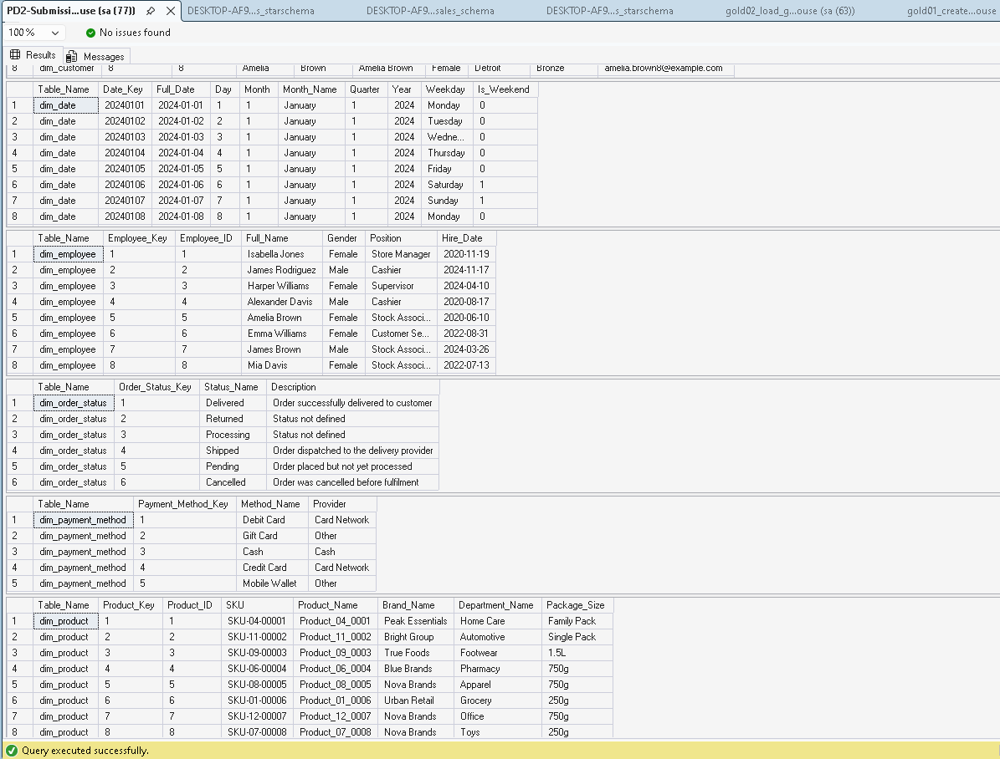 PD2-Submissi...use (sa (77)) DESKTOP-AF9...s_starschema DESKTOP-AF9...sales_schema DESKTOP-AF9...s_starschema gold02_load_g...ouse (sa (63)) gold01_create...ouse
100 % No issues found
Results Messages
8 dim_customer 8 8 Amelia Brown Amelia Brown Female Detroit Bronze amelia.brown8@example.com
Table_Name Date_Key Full_Date Day Month Month_Name Quarter Year Weekday Is_Weekend
1 dim_date 20240101 2024-01-01 1 1 January 1 2024 Monday 0
2 dim_date 20240102 2024-01-02 2 1 January 1 2024 Tuesday 0
3 dim_date 20240103 2024-01-03 3 1 January 1 2024 Wedne... 0
4 dim_date 20240104 2024-01-04 4 1 January 1 2024 Thursday 0
5 dim_date 20240105 2024-01-05 5 1 January 1 2024 Friday 0
6 dim_date 20240106 2024-01-06 6 1 January 1 2024 Saturday 1
7 dim_date 20240107 2024-01-07 7 1 January 1 2024 Sunday 1
8 dim_date 20240108 2024-01-08 8 1 January 1 2024 Monday 0
Table_Name Employee_Key Employee_ID Full_Name Gender Position Hire_Date
1 dim_employee 1 1 Isabella Jones Female Store Manager 2020-11-19
2 dim_employee 2 2 James Rodriguez Male Cashier 2024-11-17
3 dim_employee 3 3 Harper Williams Female Supervisor 2024-04-10
4 dim_employee 4 4 Alexander Davis Male Cashier 2020-08-17
5 dim_employee 5 5 Amelia Brown Female Stock Associ... 2020-06-10
6 dim_employee 6 6 Emma Williams Female Customer Se... 2022-08-31
7 dim_employee 7 7 James Brown Male Stock Associ... 2024-03-26
8 dim_employee 8 8 Mia Davis Female Stock Associ... 2022-07-13
Table_Name Order_Status_Key Status_Name Description
1 dim_order_status 1 Delivered Order successfully delivered to customer
2 dim_order_status 2 Returned Status not defined
3 dim_order_status 3 Processing Status not defined
4 dim_order_status 4 Shipped Order dispatched to the delivery provider
5 dim_order_status 5 Pending Order placed but not yet processed
6 dim_order_status 6 Cancelled Order was cancelled before fulfilment
Table_Name Payment_Method_Key Method_Name Provider
1 dim_payment_method 1 Debit Card Card Network
2 dim_payment_method 2 Gift Card Other
3 dim_payment_method 3 Cash Cash
4 dim_payment_method 4 Credit Card Card Network
5 dim_payment_method 5 Mobile Wallet Other
Table_Name Product_Key Product_ID SKU Product_Name Brand_Name Department_Name Package_Size
1 dim_product 1 1 SKU-04-00001 Product_04_0001 Peak Essentials Home Care Family Pack
2 dim_product 2 2 SKU-11-00002 Product_11_0002 Bright Group Automotive Single Pack
3 dim_product 3 3 SKU-09-00003 Product_09_0003 True Foods Footwear 1.5L
4 dim_product 4 4 SKU-06-00004 Product_06_0004 Blue Brands Pharmacy 750g
5 dim_product 5 5 SKU-08-00005 Product_08_0005 Nova Brands Apparel 750g
6 dim_product 6 6 SKU-01-00006 Product_01_0006 Urban Retail Grocery 250g
7 dim_product 7 7 SKU-12-00007 Product_12_0007 Nova Brands Office 750g
8 dim_product 8 8 SKU-07-00008 Product_07_0008 Nova Brands Toys 250g
Query executed successfully.